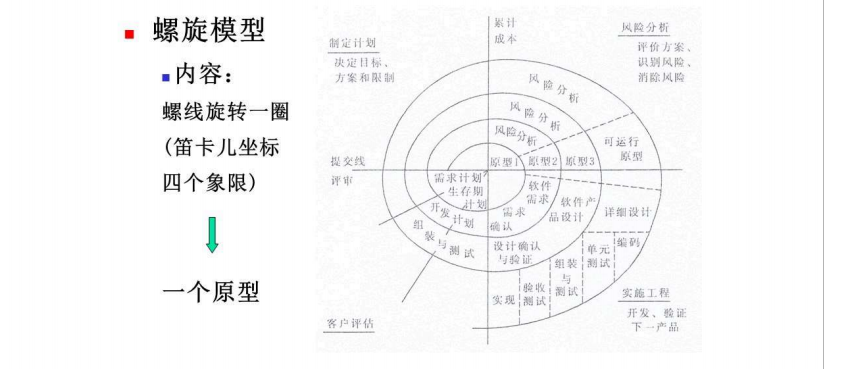 螺旋模型
内容：
螺线旋转一圈
(笛卡儿坐标
四个象限)
一个原型
累计
成本
制定计划
决定目标、
方案和限制
风险分析
评价方案、
识别风险、
消除风险
风险分析
风险分析
风险分析
可运行
原型
提交线
评审
原型1
原型2
原型3
需求计划
生存期
计划
软件
需求
软件产
品设计
详细设计
开发计划
需求
确认
组装与测试
设计确认
与验证
单元
测试
编码
组装
与
测试
验收
测试
实现
客户评估
实施工程
开发、验证
下一产品